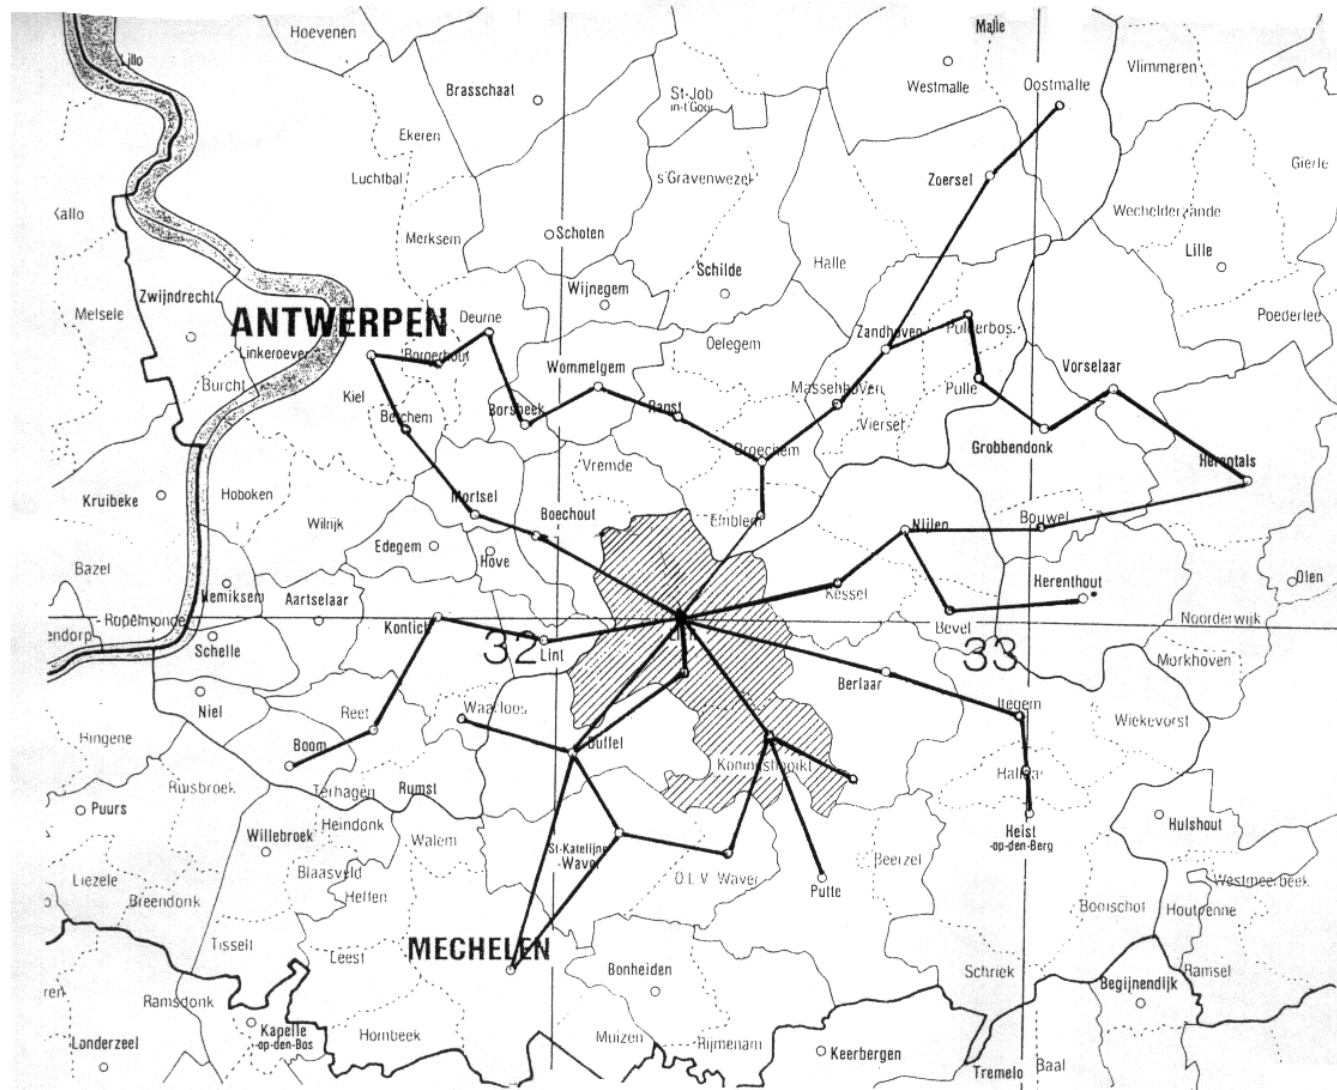 Malle
Hoevenen
Lillo
Vlimmeren
Brasschaat
St-Job
in-t'Goor
Westmalle
Oostmalle
Ekeren
Gierle
Luchtbal
s'Gravenwezel
Zoersel
Kallo
Wechelderzande
Merksem
Schoten
Lille
Halle
Schilde
Zwijndrecht
Wijnegem
Melsele
ANTWERPEN
Deurne
Poederlee
Zandhoven
Pulderbos
Linkeroever
Borgerhout
Oelegem
Wommelgem
Vorselaar
Burcht
Massenhoven
Pulle
Kiel
Berchem
Borsbeek
Ranst
Viersel
Broechem
Grobbendonk
Vremde
Herentals
Kruibeke
Hoboken
Mortsel
Boechout
Emblem
Wilrijk
Nijlen
Bouwel
Edegem
Hove
Bazel
Olen
Herenthout
Hemiksem
Aartselaar
Kessel
Rupelmonde
Noorderwijk
endorp
Kontich
Bevel
Schelle
32
Lint
33
Morkhoven
Berlaar
Niel
Reet
Waarloos
Itegem
Wiekevorst
Hingene
Boom
Duffel
Koningshooikt
Hallaar
Ruisbroek
Terhagen
Rumst
Puurs
Heindonk
Hulshout
Willebroek
Walem
Heist
-op-den-Berg
St-Katelijne
-Waver
Beerzel
Liezele
Blaasveld
O.L.V. Waver
Putte
Westmeerbeek
Breendonk
Heffen
Booischot
Houtvenne
Tisselt
MECHELEN
Leest
Bonheiden
Schriek
Ramsel
Begijnendijk
Ramsdonk
Kapelle
-op-den-Bos
Hombeek
Muizen
Rijmenam
Londerzeel
Keerbergen
Tremelo
Baal